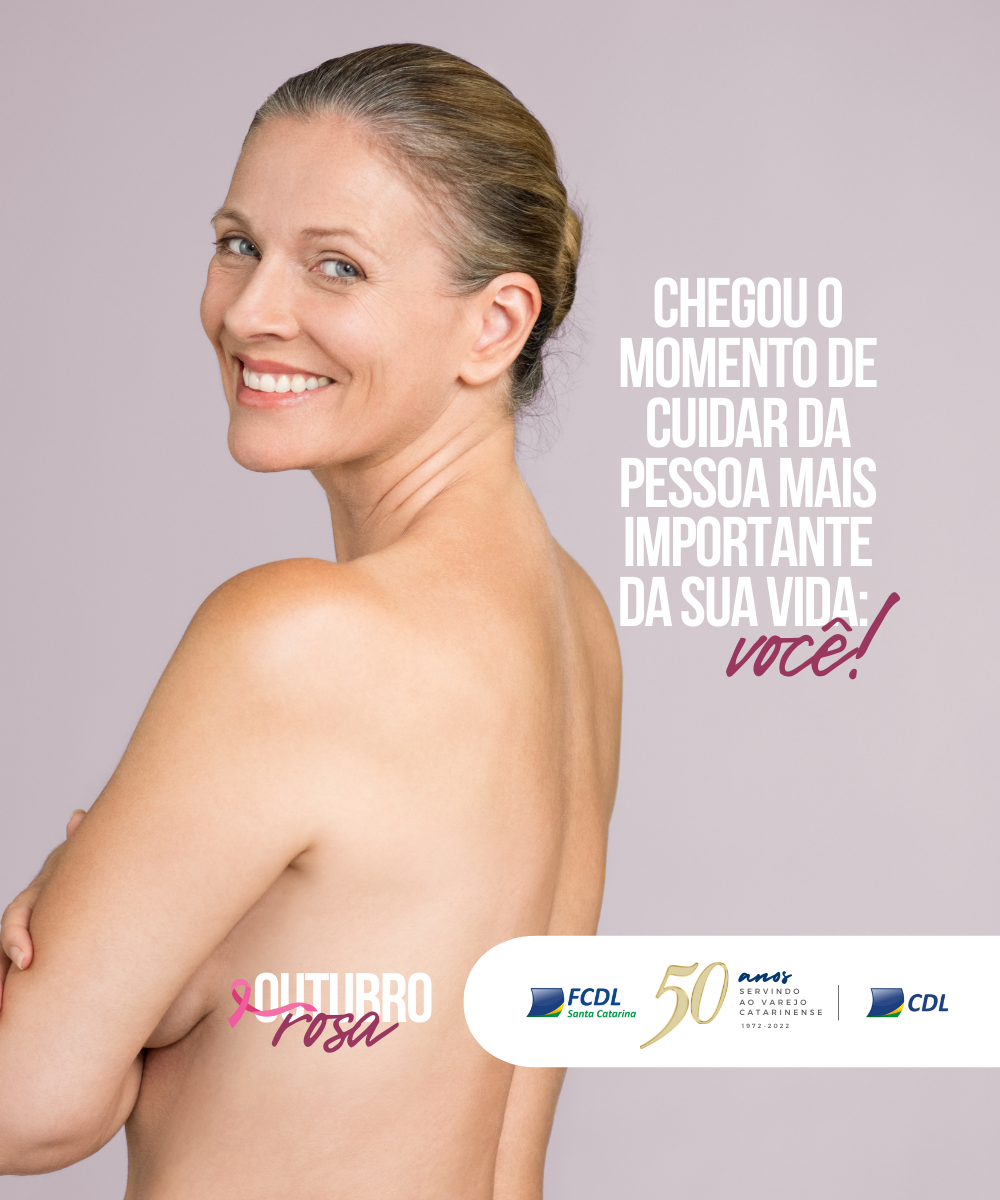 CHEGOU O
MOMENTO DE
CUIDAR DA
PESSOA MAIS
IMPORTANTE
DA SUA VIDA:
você!
OUTUBRO
rosa
FCDL
Santa Catarina
50 anos
SERVINDO
AO VAREJO
CATARINENSE
1972-2022
CDL